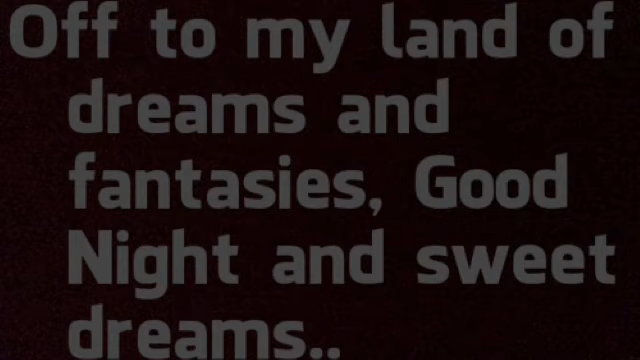 Off to my land of
dreams and
fantasies, Good
Night and sweet
dreams..